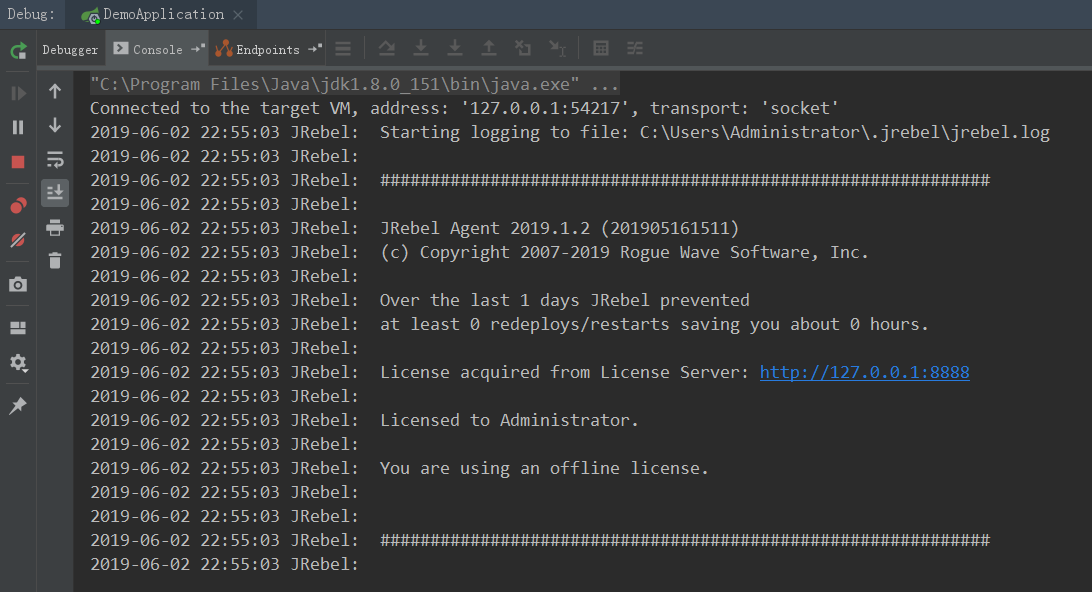 Debug: DemoApplication
Debugger Console Endpoints
"C:\Program Files\Java\jdk1.8.0_151\bin\java.exe" ...
Connected to the target VM, address: '127.0.0.1:54217', transport: 'socket'
2019-06-02 22:55:03 JRebel:  Starting logging to file: C:\Users\Administrator\.jrebel\jrebel.log
2019-06-02 22:55:03 JRebel:
2019-06-02 22:55:03 JRebel:  #############################################################
2019-06-02 22:55:03 JRebel:
2019-06-02 22:55:03 JRebel:  JRebel Agent 2019.1.2 (201905161511)
2019-06-02 22:55:03 JRebel:  (c) Copyright 2007-2019 Rogue Wave Software, Inc.
2019-06-02 22:55:03 JRebel:
2019-06-02 22:55:03 JRebel:  Over the last 1 days JRebel prevented
2019-06-02 22:55:03 JRebel:  at least 0 redeploys/restarts saving you about 0 hours.
2019-06-02 22:55:03 JRebel:
2019-06-02 22:55:03 JRebel:  License acquired from License Server: http://127.0.0.1:8888
2019-06-02 22:55:03 JRebel:
2019-06-02 22:55:03 JRebel:  Licensed to Administrator.
2019-06-02 22:55:03 JRebel:
2019-06-02 22:55:03 JRebel:  You are using an offline license.
2019-06-02 22:55:03 JRebel:
2019-06-02 22:55:03 JRebel:
2019-06-02 22:55:03 JRebel:  #############################################################
2019-06-02 22:55:03 JRebel: